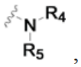 N R₄
R₅ ,